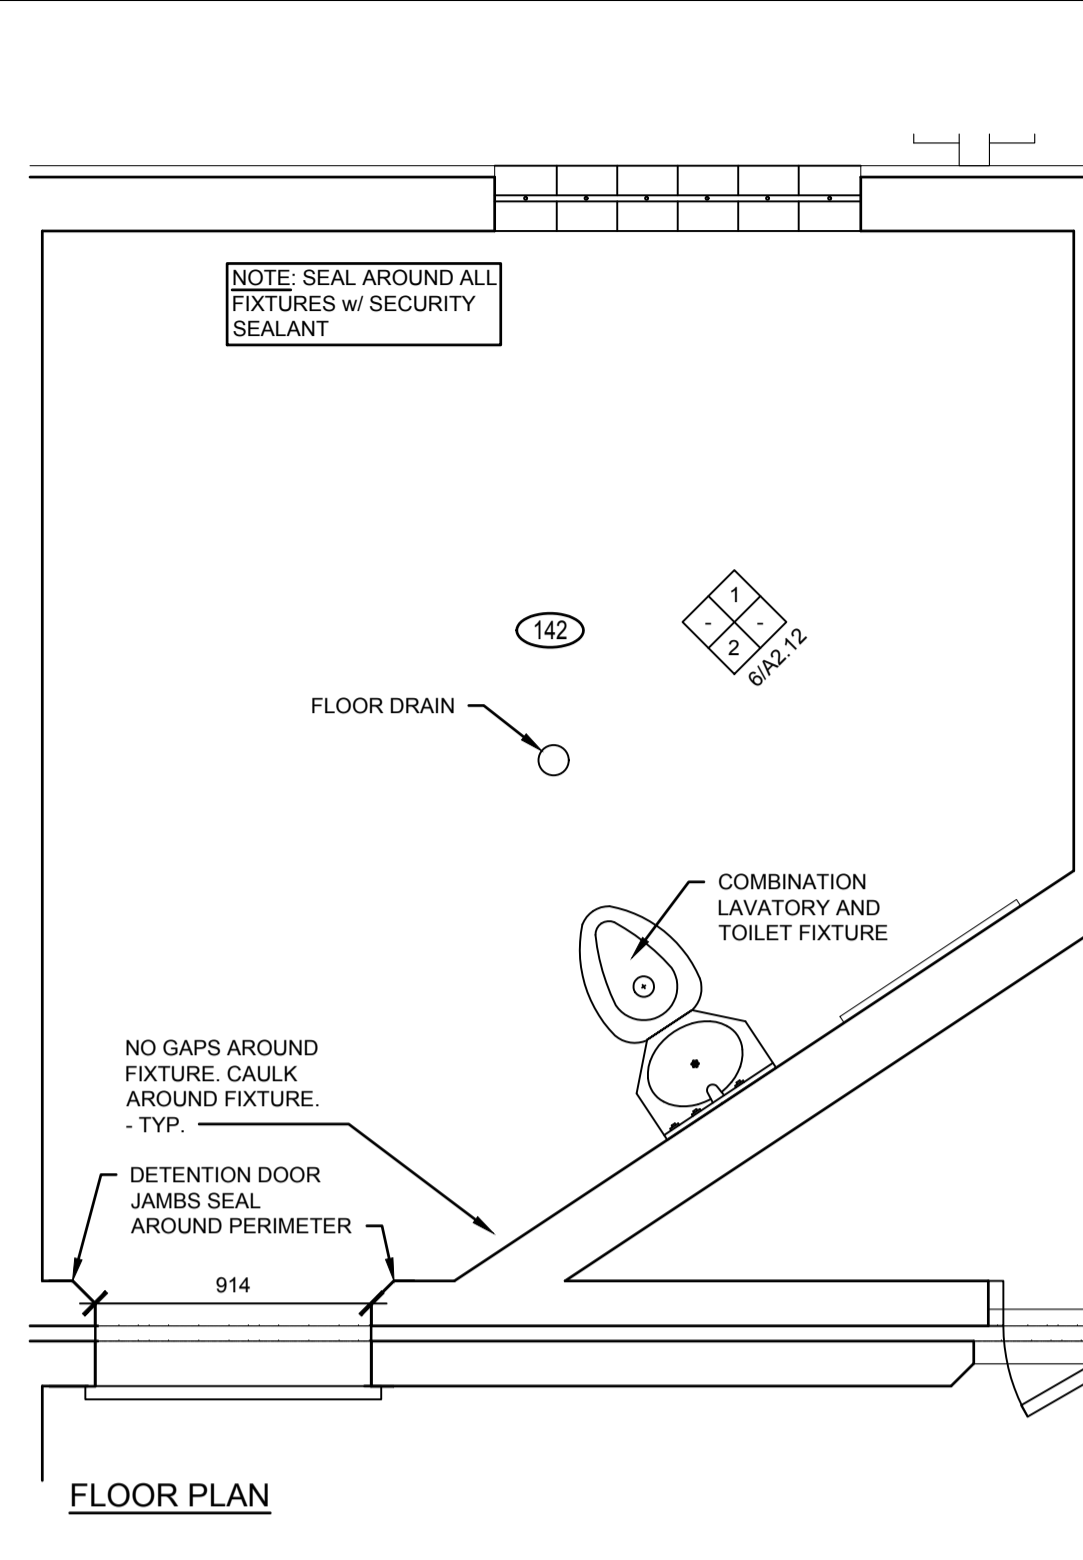 NOTE: SEAL AROUND ALL
FIXTURES w/ SECURITY
SEALANT
142
1
- -
2
6/A2.12
FLOOR DRAIN
COMBINATION
LAVATORY AND
TOILET FIXTURE
NO GAPS AROUND
FIXTURE. CAULK
AROUND FIXTURE.
- TYP.
DETENTION DOOR
JAMBS SEAL
AROUND PERIMETER
914
FLOOR PLAN